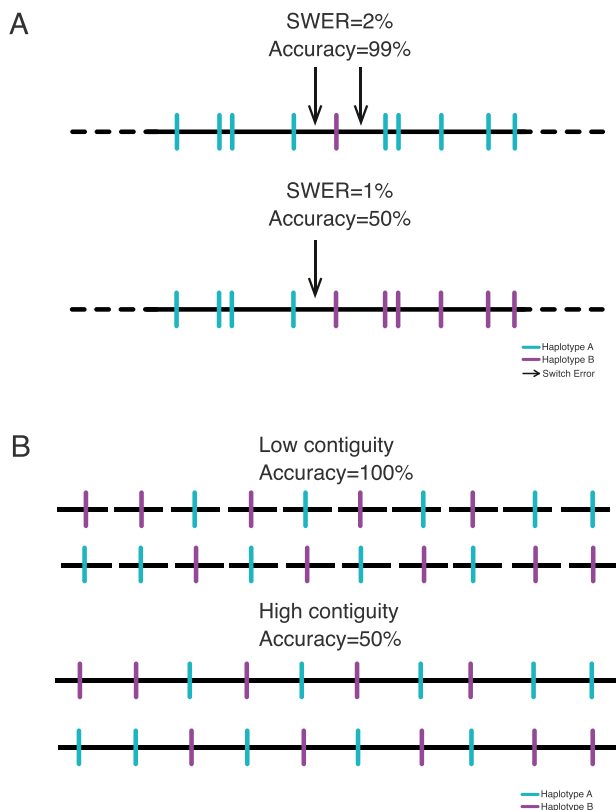 A
SWER=2%
Accuracy=99%
SWER=1%
Accuracy=50%
Haplotype A
Haplotype B
Switch Error
B
Low contiguity
Accuracy=100%
High contiguity
Accuracy=50%
Haplotype A
Haplotype B